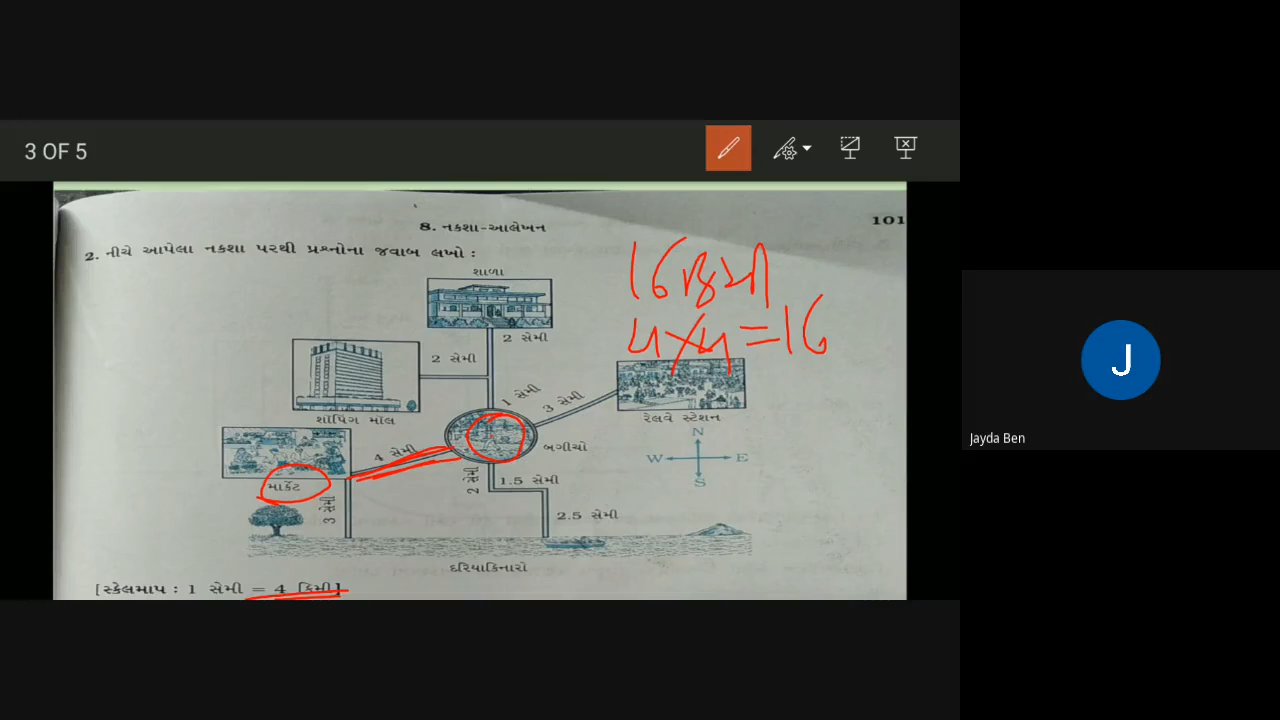 3 OF 5
101
8. નકશા-આલેખન
2. નીચે આપેલા નકશા પરથી પ્રશ્નોના જવાબ લખો :
શાળા
2 સેમી
2 સેમી
શૉપિંગ મૉલ
1 સેમી
3 સેમી
રેલવે સ્ટેશન
બગીચો
N
W
E
S
4 સેમી
માર્કેટ
3 સેમી
2 સેમી
1.5 સેમી
2.5 સેમી
દરિયાકિનારો
[સ્કેલમાપ : 1 સેમી = 4 કિમી]
16 કિમી
4×4=16
J
Jayda Ben